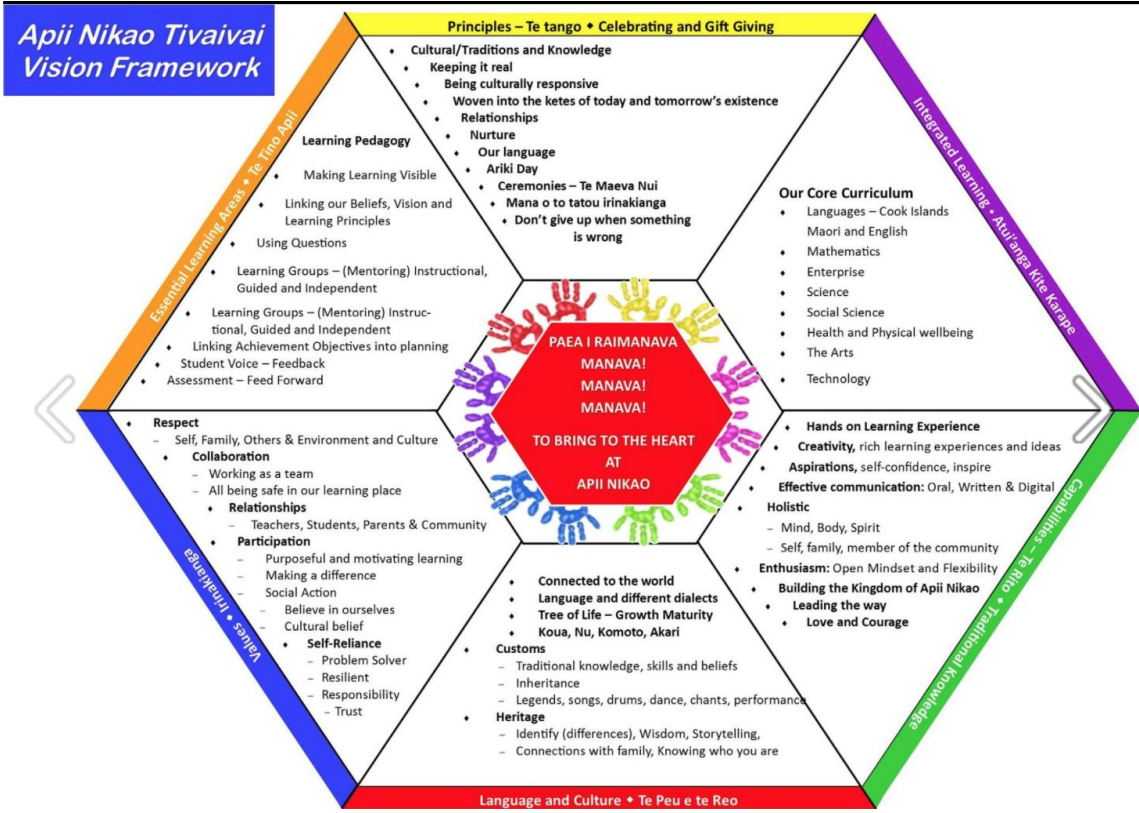 Apii Nikao Tivaivai
Vision Framework
Principles – Te tango ♦ Celebrating and Gift Giving
♦ Cultural/Traditions and Knowledge
♦ Keeping it real
♦ Being culturally responsive
♦ Woven into the ketes of today and tomorrow's existence
♦ Relationships
♦ Nurture
♦ Our language
♦ Ariki Day
♦ Ceremonies – Te Maeva Nui
♦ Mana o to tatou irinakianga
♦ Don't give up when something
is wrong
Essential Learning Areas ♦ Te Tino Apii
Learning Pedagogy
♦ Making Learning Visible
♦ Linking our Beliefs, Vision and
Learning Principles
♦ Using Questions
♦ Learning Groups – (Mentoring) Instructional,
Guided and Independent
♦ Learning Groups – (Mentoring) Instruc-
tional, Guided and Independent
♦ Linking Achievement Objectives into planning
♦ Student Voice – Feedback
♦ Assessment – Feed Forward
Integrated Learning • Atui'anga Kite Karape
Our Core Curriculum
♦ Languages – Cook Islands
Maori and English
♦ Mathematics
♦ Enterprise
♦ Science
♦ Social Science
♦ Health and Physical wellbeing
♦ The Arts
♦ Technology
PAEA I RAIMANAVA
MANAVA!
MANAVA!
MANAVA!
TO BRING TO THE HEART
AT
APII NIKAO
Values ♦ Irinakianga
♦ Respect
– Self, Family, Others & Environment and Culture
♦ Collaboration
– Working as a team
– All being safe in our learning place
♦ Relationships
– Teachers, Students, Parents & Community
♦ Participation
– Purposeful and motivating learning
– Making a difference
– Social Action
– Believe in ourselves
– Cultural belief
♦ Self-Reliance
– Problem Solver
– Resilient
– Responsibility
– Trust
♦ Hands on Learning Experience
♦ Creativity, rich learning experiences and ideas
♦ Aspirations, self-confidence, inspire
♦ Effective communication: Oral, Written & Digital
♦ Holistic
– Mind, Body, Spirit
– Self, family, member of the community
♦ Enthusiasm: Open Mindset and Flexibility
♦ Building the Kingdom of Apii Nikao
♦ Leading the way
♦ Love and Courage
Capabilities – Te Rito ♦ Traditional Knowledge
♦ Connected to the world
♦ Language and different dialects
♦ Tree of Life – Growth Maturity
♦ Koua, Nu, Komoto, Akari
♦ Customs
– Traditional knowledge, skills and beliefs
– Inheritance
– Legends, songs, drums, dance, chants, performance
♦ Heritage
– Identify (differences), Wisdom, Storytelling,
– Connections with family, Knowing who you are
Language and Culture ♦ Te Peu e te Reo